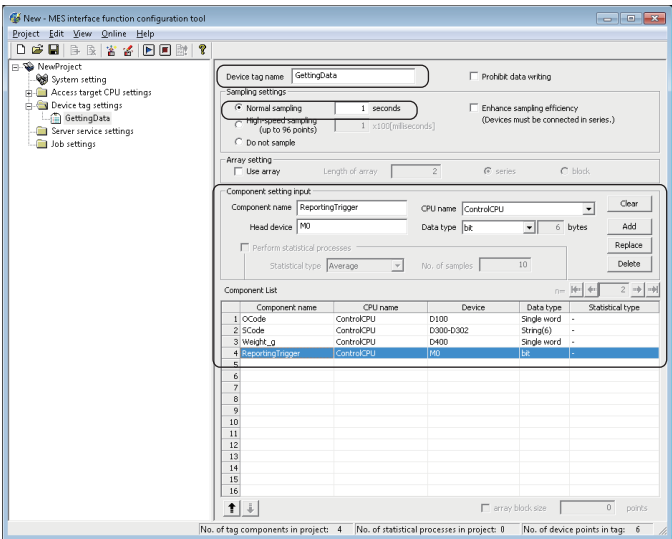 New - MES interface function configuration tool
Project Edit View Online Help
NewProject
System setting
Access target CPU settings
Device tag settings
GettingData
Server service settings
Job settings
Device tag name GettingData Prohibit data writing
Sampling settings
Normal sampling 1 seconds Enhance sampling efficiency
High-speed sampling (Devices must be connected in series.)
(up to 96 points) 1 x100[milliseconds]
Do not sample
Array setting
Use array Length of array 2 series block
Component setting input
Component name ReportingTrigger CPU name ControlCPU Clear
Head device M0 Data type bit 6 bytes Add
Perform statistical processes Replace
Statistical type Average No. of samples 10 Delete
Component List n= 2
Component name CPU name Device Data type Statistical type
1 OCode ControlCPU D100 Single word -
2 SCode ControlCPU D300-D302 String(6) -
3 Weight_g ControlCPU D400 Single word -
4 ReportingTrigger ControlCPU M0 bit -
5
6
7
8
9
10
11
12
13
14
15
16
array block size 0 points
No. of tag components in project: 4 No. of statistical processes in project: 0 No. of device points in tag: 6